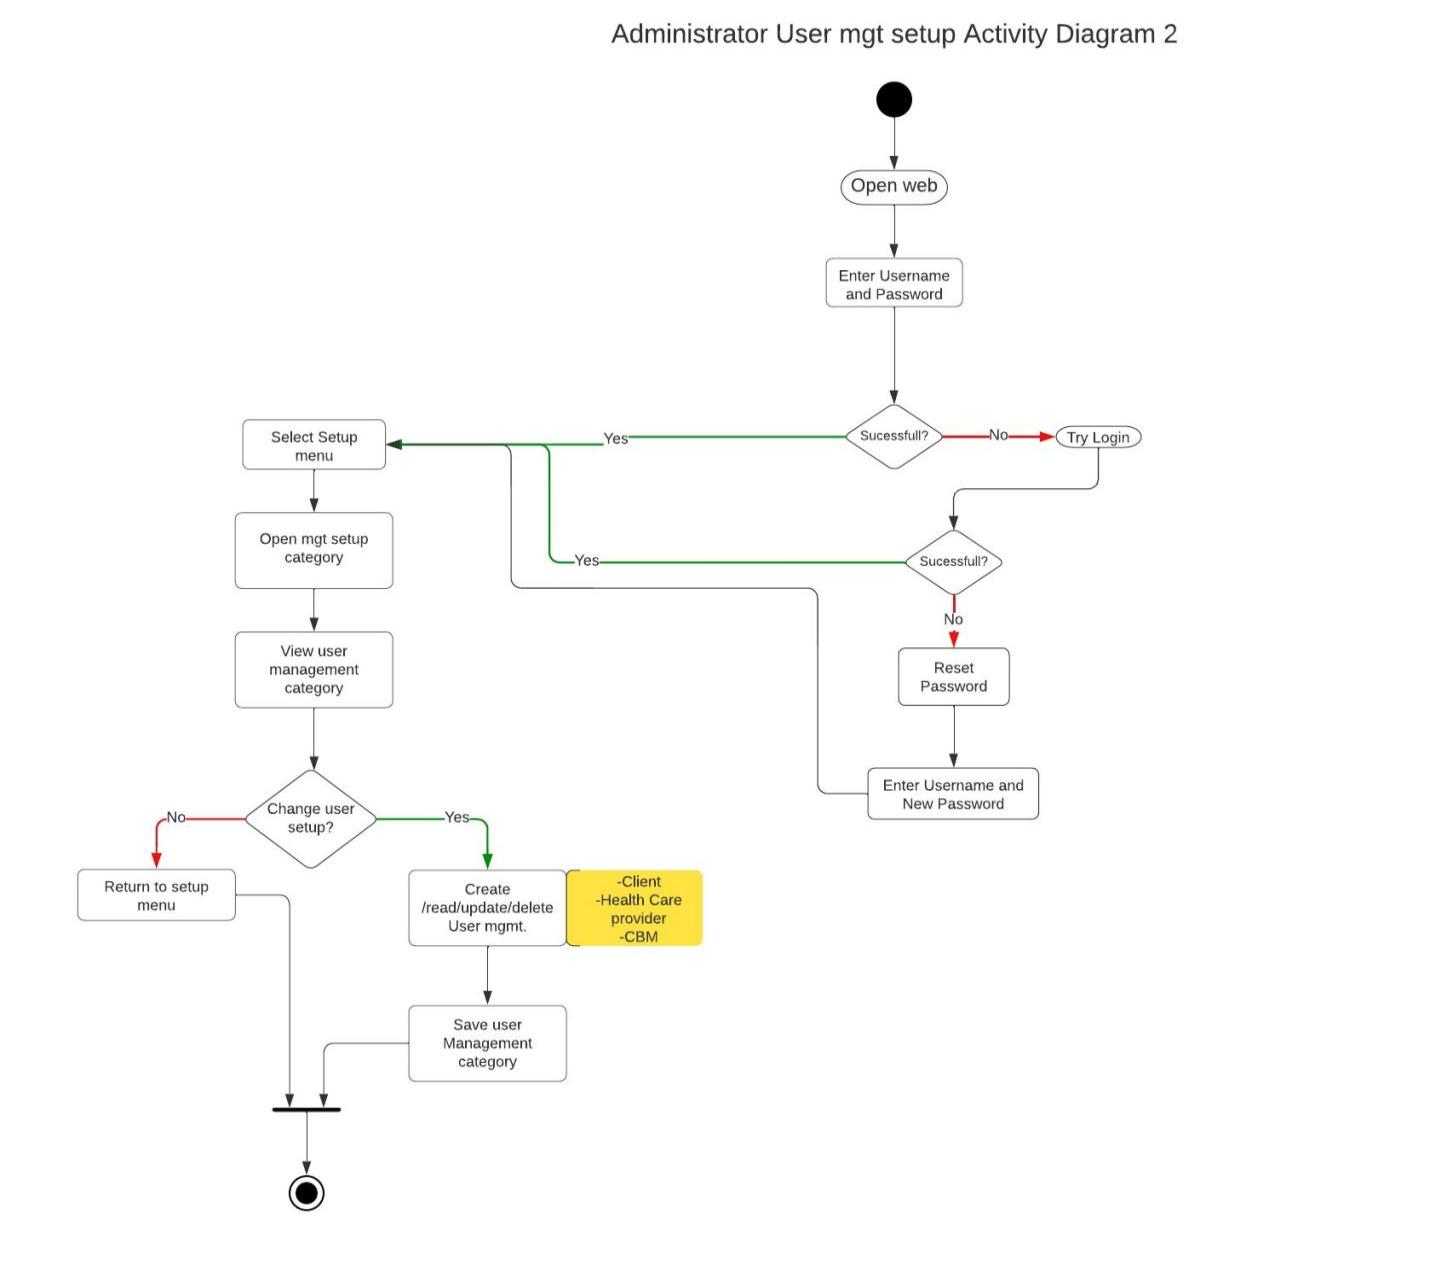 Administrator User mgt setup Activity Diagram 2
Open web
Enter Username
and Password
Sucessfull?
Yes
No
Try Login
Select Setup
menu
Open mgt setup
category
Sucessfull?
Yes
No
View user
management
category
Reset
Password
Enter Username and
New Password
Change user
setup?
No
Yes
Return to setup
menu
Create
/read/update/delete
User mgmt.
-Client
-Health Care
provider
-CBM
Save user
Management
category